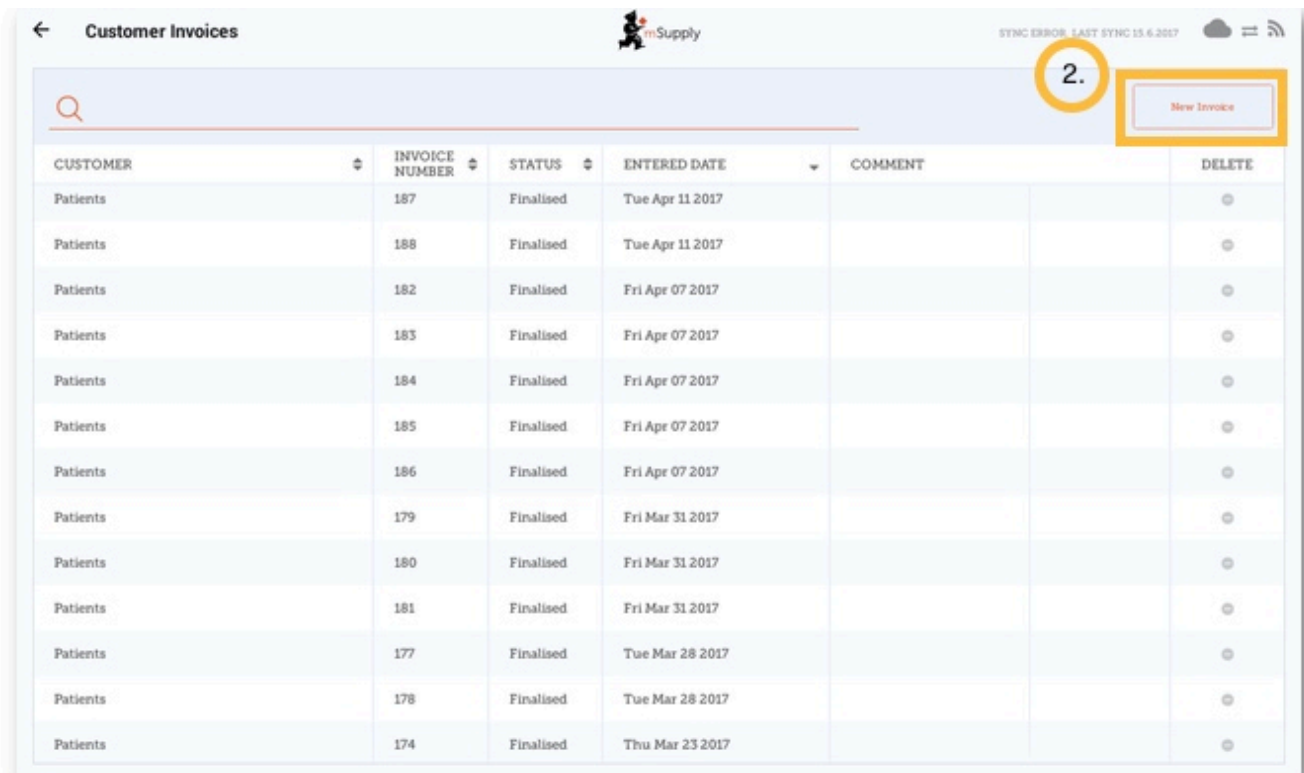 Customer Invoices
mSupply
SYNC ERROR, LAST SYNC 15.6.2017
2.
New Invoice
CUSTOMER INVOICE NUMBER STATUS ENTERED DATE COMMENT DELETE
Patients 187 Finalised Tue Apr 11 2017
Patients 188 Finalised Tue Apr 11 2017
Patients 182 Finalised Fri Apr 07 2017
Patients 183 Finalised Fri Apr 07 2017
Patients 184 Finalised Fri Apr 07 2017
Patients 185 Finalised Fri Apr 07 2017
Patients 186 Finalised Fri Apr 07 2017
Patients 179 Finalised Fri Mar 31 2017
Patients 180 Finalised Fri Mar 31 2017
Patients 181 Finalised Fri Mar 31 2017
Patients 177 Finalised Tue Mar 28 2017
Patients 178 Finalised Tue Mar 28 2017
Patients 174 Finalised Thu Mar 23 2017